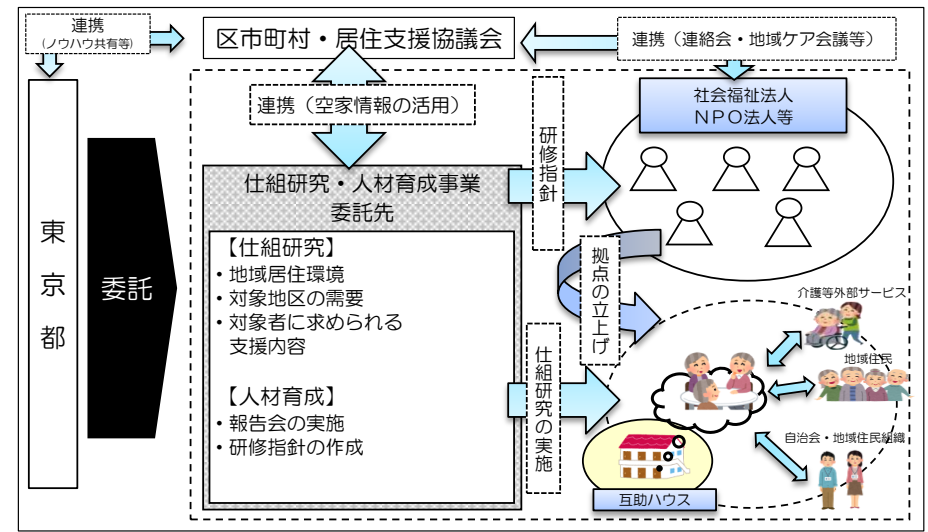 連携
(ノウハウ共有等)
区市町村・居住支援協議会
連携（連絡会・地域ケア会議等）
連携（空家情報の活用）
社会福祉法人
ＮＰＯ法人等
研修指針
東京都
委託
仕組研究・人材育成事業
委託先
【仕組研究】
・地域居住環境
・対象地区の需要
・対象者に求められる
支援内容
【人材育成】
・報告会の実施
・研修指針の作成
拠点の立上げ
仕組研究の実施
介護等外部サービス
地域住民
自治会・地域住民組織
互助ハウス